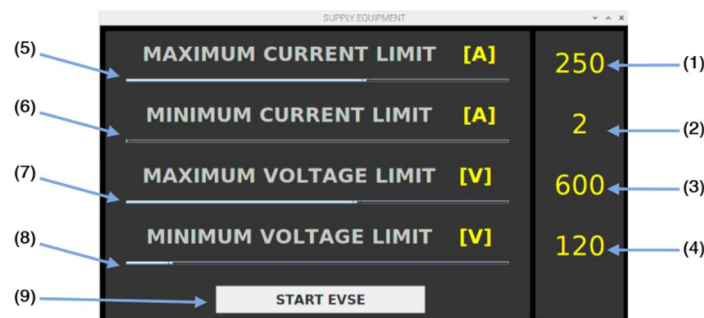 SUPPLY EQUIPMENT
(5) MAXIMUM CURRENT LIMIT [A] 250 (1)
(6) MINIMUM CURRENT LIMIT [A] 2 (2)
(7) MAXIMUM VOLTAGE LIMIT [V] 600 (3)
(8) MINIMUM VOLTAGE LIMIT [V] 120 (4)
(9) START EVSE